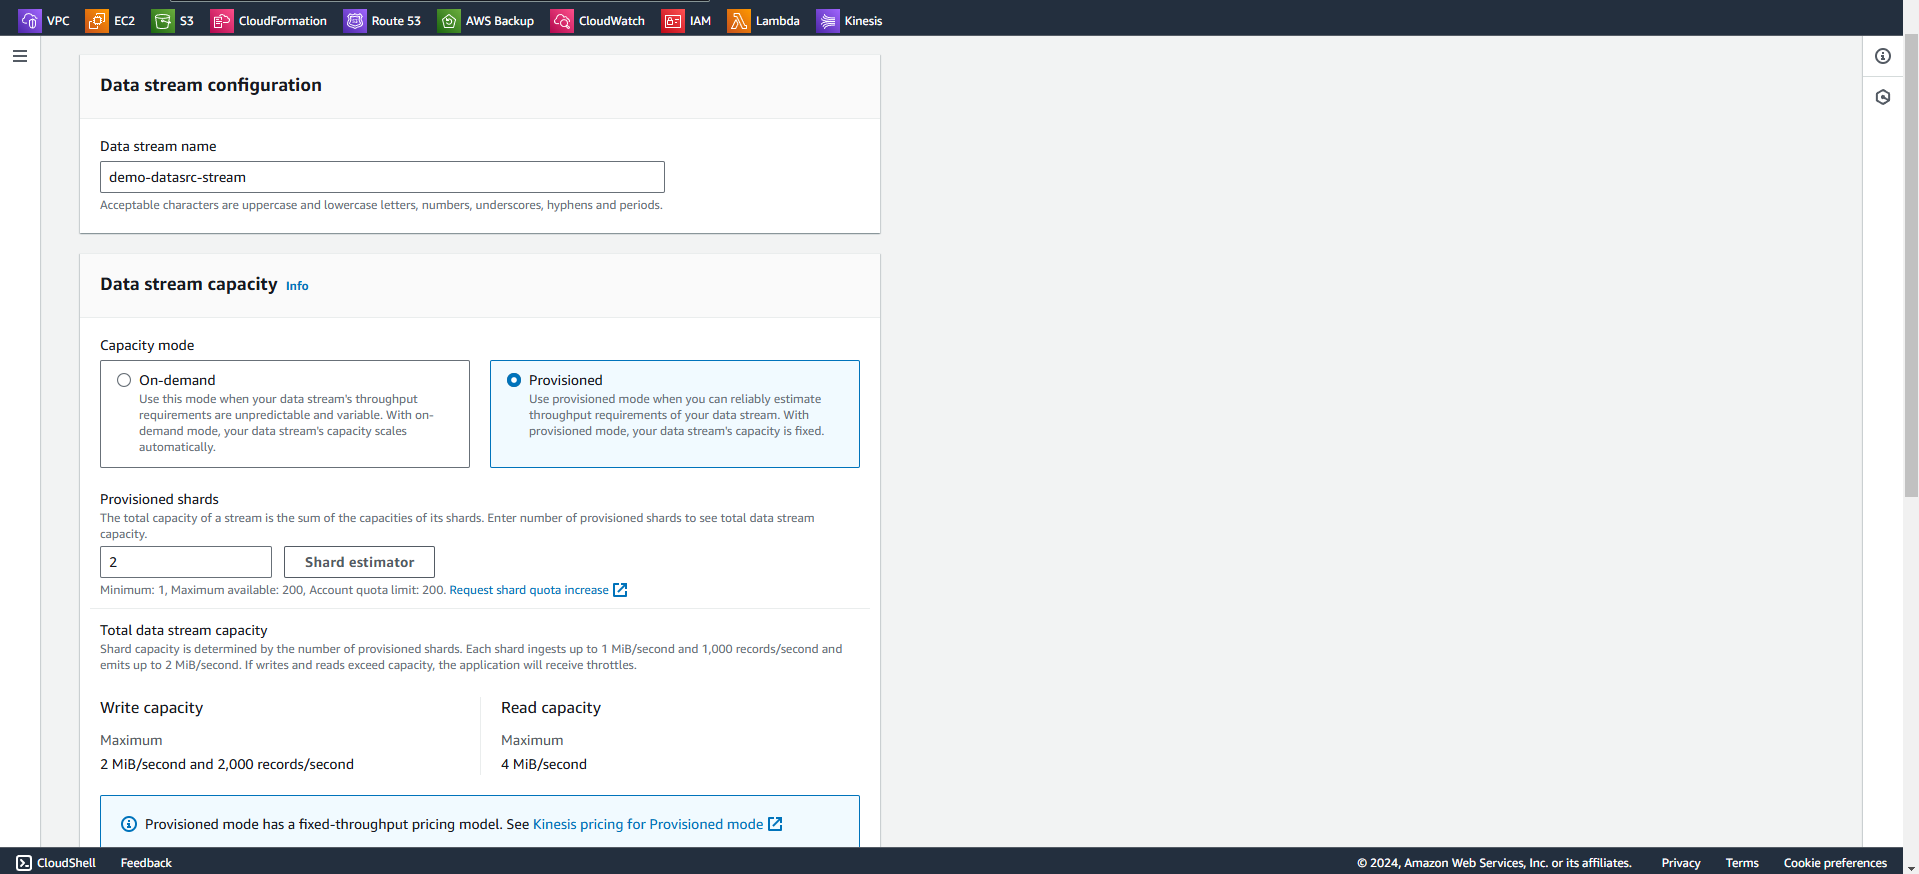 VPC EC2 S3 CloudFormation Route 53 AWS Backup CloudWatch IAM Lambda Kinesis
Data stream configuration
Data stream name
demo-datasrc-stream
Acceptable characters are uppercase and lowercase letters, numbers, underscores, hyphens and periods.
Data stream capacity Info
Capacity mode
On-demand
Use this mode when your data stream's throughput
requirements are unpredictable and variable. With on-
demand mode, your data stream's capacity scales
automatically.
Provisioned
Use provisioned mode when you can reliably estimate
throughput requirements of your data stream. With
provisioned mode, your data stream's capacity is fixed.
Provisioned shards
The total capacity of a stream is the sum of the capacities of its shards. Enter number of provisioned shards to see total data stream
capacity.
2 Shard estimator
Minimum: 1, Maximum available: 200, Account quota limit: 200. Request shard quota increase
Total data stream capacity
Shard capacity is determined by the number of provisioned shards. Each shard ingests up to 1 MiB/second and 1,000 records/second and
emits up to 2 MiB/second. If writes and reads exceed capacity, the application will receive throttles.
Write capacity
Maximum
2 MiB/second and 2,000 records/second
Read capacity
Maximum
4 MiB/second
Provisioned mode has a fixed-throughput pricing model. See Kinesis pricing for Provisioned mode
CloudShell Feedback © 2024, Amazon Web Services, Inc. or its affiliates. Privacy Terms Cookie preferences